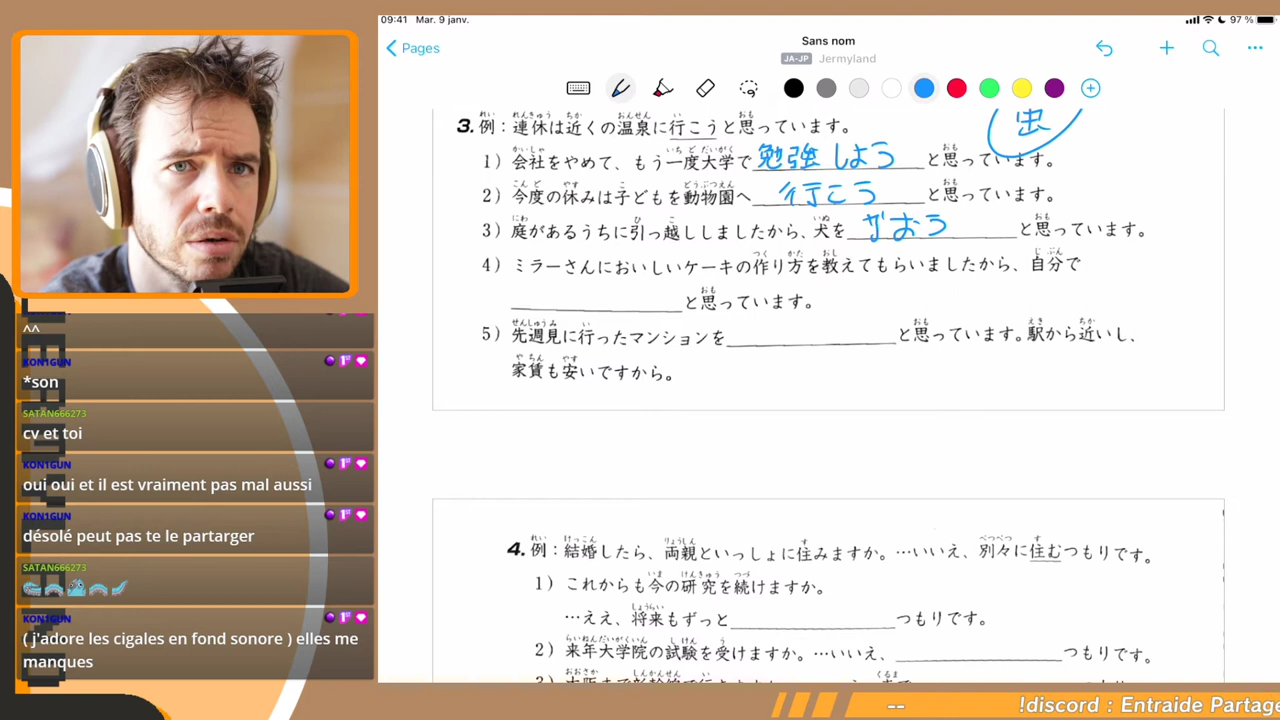 09:41 Mar. 9 janv.
97 %
Pages
Sans nom
JA-JP Jermyland
3. 例：連休は近くの温泉に行こうと思っています。
1）会社をやめて、もう一度大学で 勉強しよう と思っています。
2）今度の休みは子どもを動物園へ 行こう と思っています。
3）庭があるうちに引っ越ししましたから、犬を と思っています。
4）ミラーさんにおいしいケーキの作り方を教えてもらいましたから、自分で
と思っています。
5）先週見に行ったマンションを と思っています。駅から近いし、
家賃も安いですから。
4. 例：結婚したら、両親といっしょに住みますか。…いいえ、別々に住むつもりです。
1）これからも今の研究を続けますか。
…ええ、将来もずっと つもりです。
2）来年大学院の試験を受けますか。…いいえ、 つもりです。
^^
KON1GUN
*son
SATAN666273
cv et toi
KON1GUN
oui oui et il est vraiment pas mal aussi
KON1GUN
désolé peut pas te le partarger
SATAN666273
KON1GUN
( j'adore les cigales en fond sonore ) elles me
manques
-- !discord : Entraide Partage